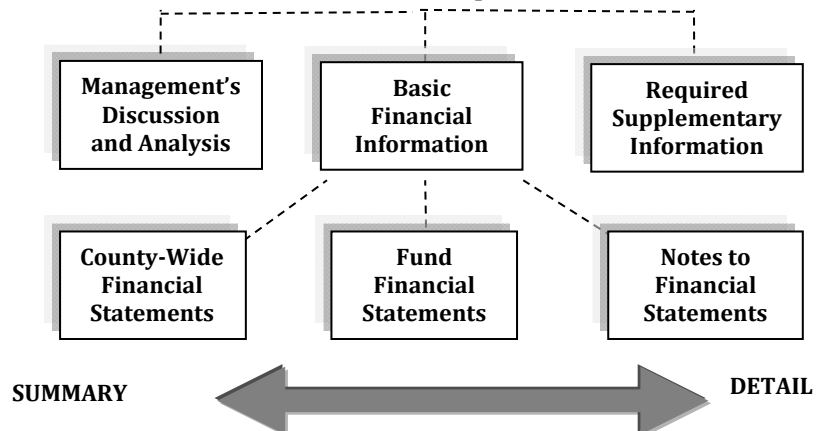 Management's
Discussion
and Analysis
Basic
Financial
Information
Required
Supplementary
Information
County-Wide
Financial
Statements
Fund
Financial
Statements
Notes to
Financial
Statements
SUMMARY
DETAIL